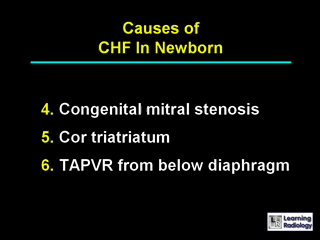 Causes of
CHF In Newborn
4. Congenital mitral stenosis
5. Cor triatriatum
6. TAPVR from below diaphragm
Learning
Radiology